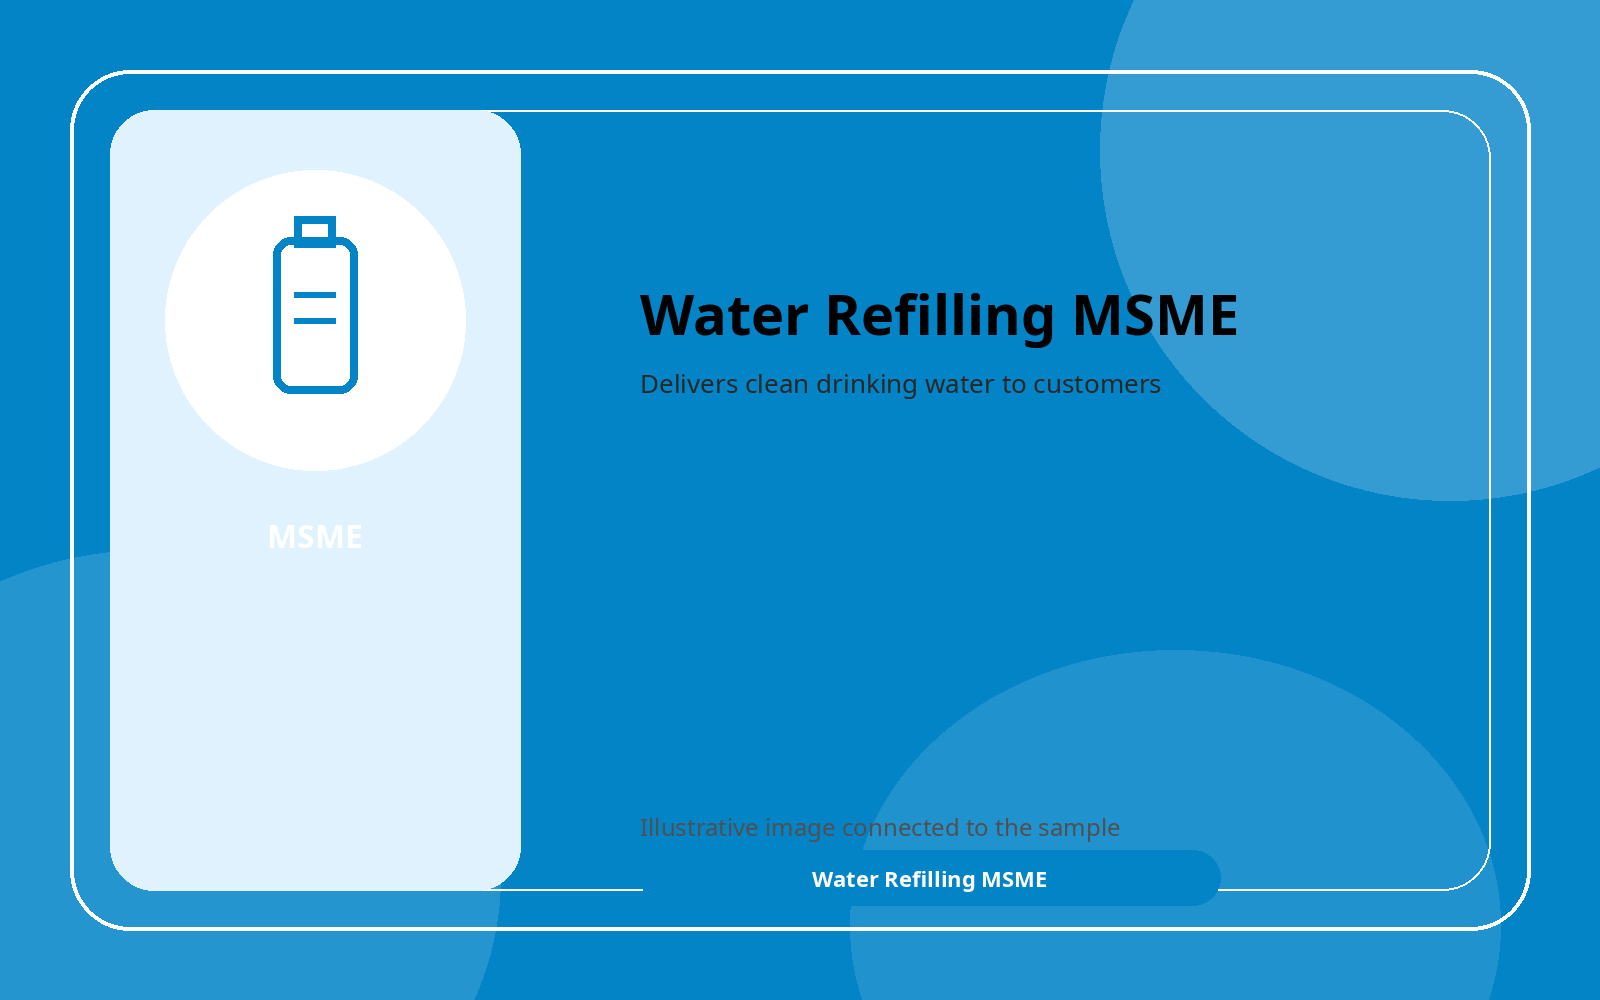 MSME
Water Refilling MSME
Delivers clean drinking water to customers
Illustrative image connected to the sample
Water Refilling MSME